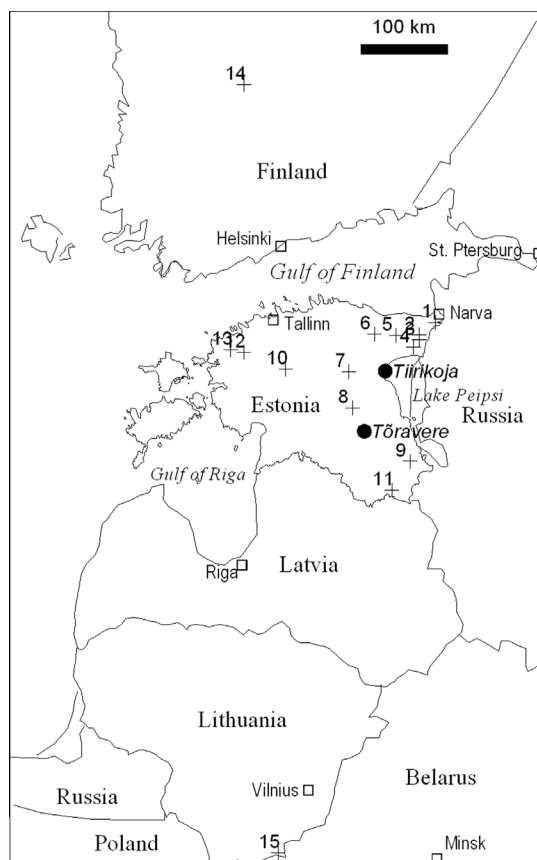 100 km
14
Finland
Helsinki
St. Ptersburg
Gulf of Finland
1
Narva
Tallinn
6
5
2
3
4
13
12
10
7
Tiirikoja
Lake Peipsi
8
Estonia
Russia
Tõravere
9
Gulf of Riga
11
Riga
Latvia
Lithuania
Vilnius
Belarus
Russia
Poland
15
Minsk